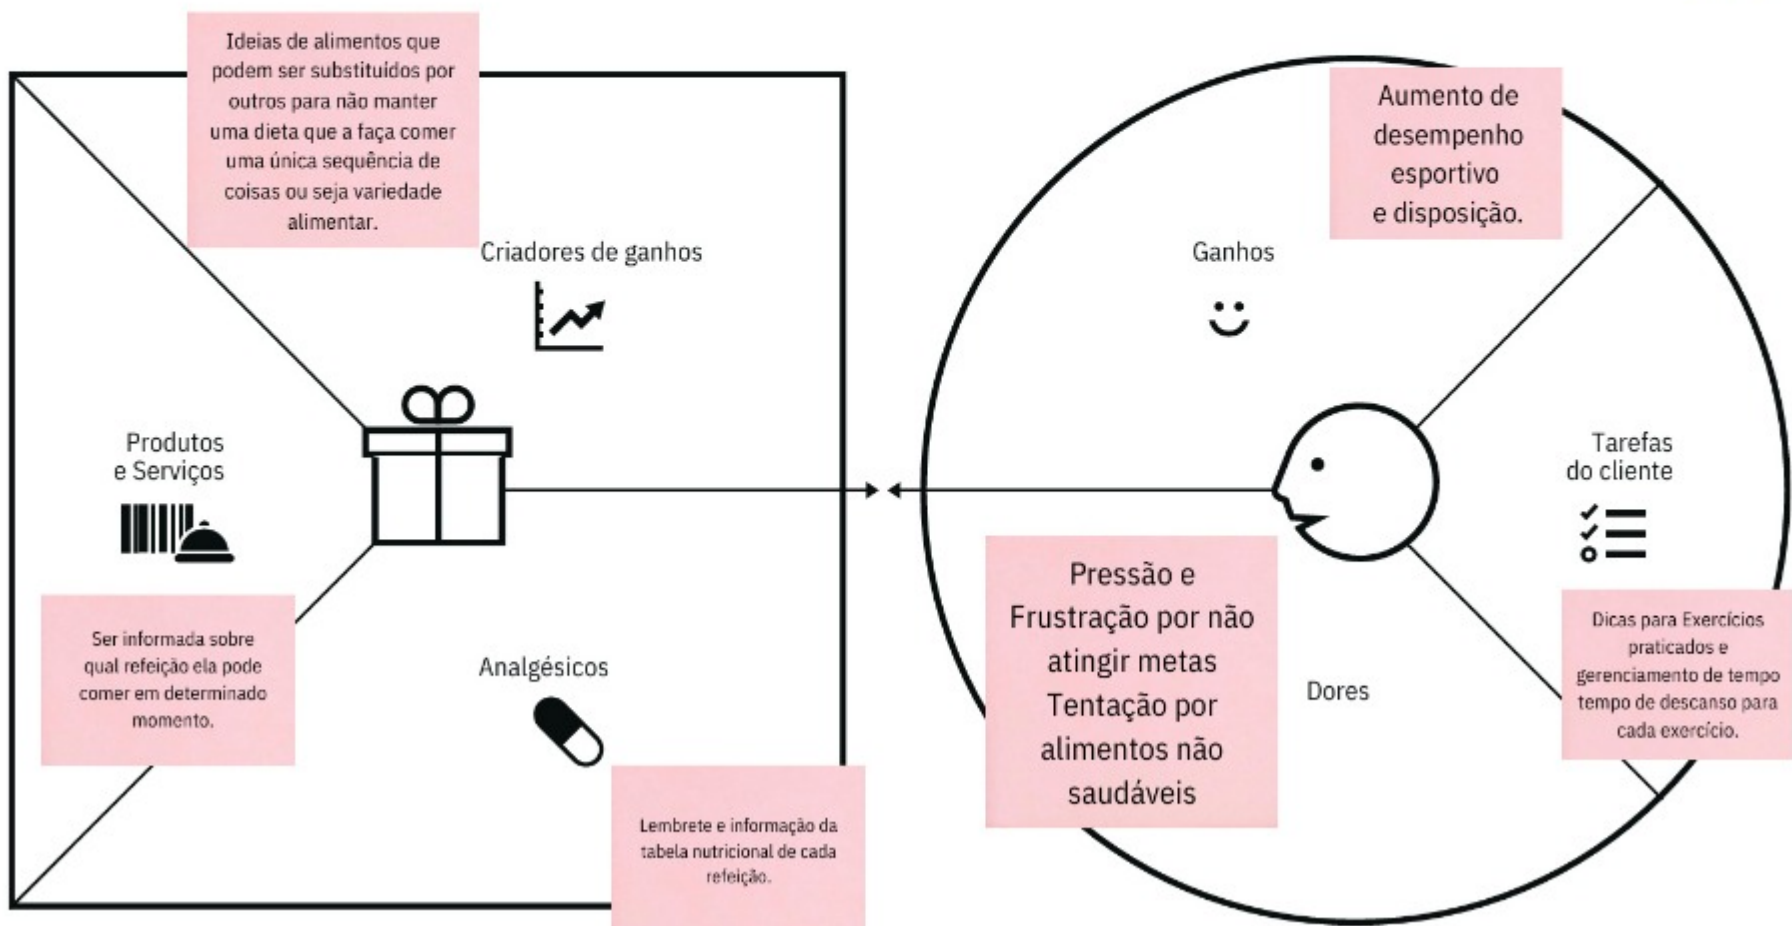 Ideias de alimentos que
podem ser substituídos por
outros para não manter
uma dieta que a faça comer
uma única sequência de
coisas ou seja variedade
alimentar.
Criadores de ganhos
Produtos
e Serviços
Ser informada sobre
qual refeição ela pode
comer em determinado
momento.
Analgésicos
Lembrete e informação da
tabela nutricional de cada
refeição.
Aumento de
desempenho
esportivo
e disposição.
Ganhos
Tarefas
do cliente
Dicas para Exercícios
praticados e
gerenciamento de tempo
tempo de descanso para
cada exercício.
Pressão e
Frustração por não
atingir metas
Tentação por
alimentos não
saudáveis
Dores